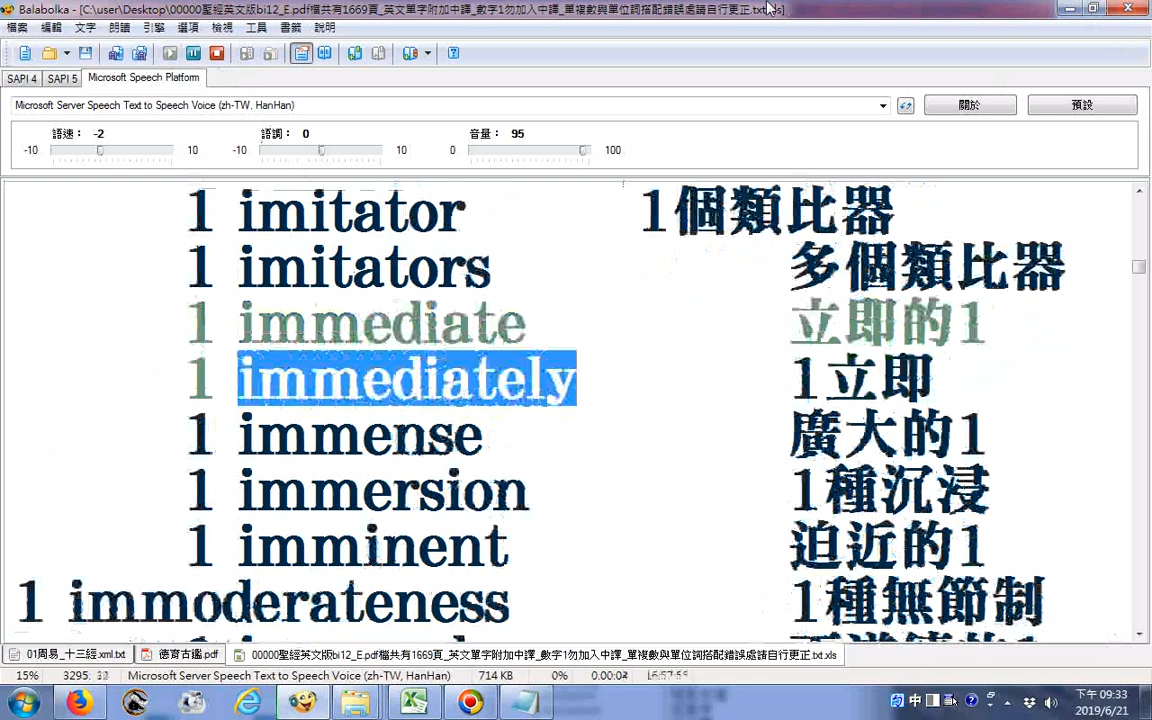 Balabolka - [C:\user\Desktop\00000聖經英文版bi12_E.pdf檔共有1669頁_英文單字附加中譯_數字1勿加入中譯_單複數與單位詞搭配錯誤處請自行更正.txt.xls]
檔案 編輯 文字 朗讀 引擎 選項 檢視 工具 書籤 說明
SAPI 4 SAPI 5 Microsoft Speech Platform
Microsoft Server Speech Text to Speech Voice (zh-TW, HanHan) 關於 預設
語速： -2 語調： 0 音量： 95
-10 10 -10 10 0 100
1 imitator 1個類比器
1 imitators 多個類比器
1 immediate 立即的1
1 immediately 1立即
1 immense 廣大的1
1 immersion 1種沉浸
1 imminent 迫近的1
1 immoderateness 1種無節制
01周易_十三經.xml.txt 德育古鑑.pdf 00000聖經英文版bi12_E.pdf檔共有1669頁_英文單字附加中譯_數字1勿加入中譯_單複數與單位詞搭配錯誤處請自行更正.txt.xls
15% Microsoft Server Speech Text to Speech Voice (zh-TW, HanHan) 714 KB 0%
中 下午 09:33
2019/6/21